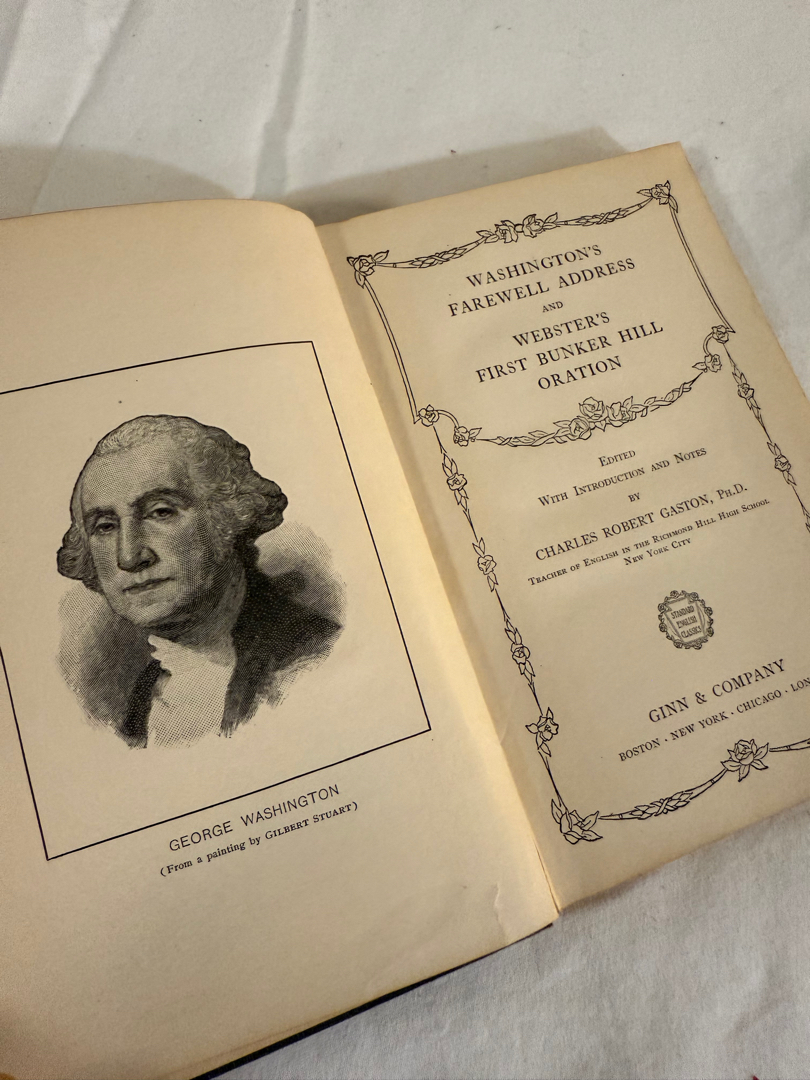 GEORGE WASHINGTON
(From a painting by GILBERT STUART)
WASHINGTON'S
FAREWELL ADDRESS
AND
WEBSTER'S
FIRST BUNKER HILL
ORATION
EDITED
WITH INTRODUCTION AND NOTES
BY
CHARLES ROBERT GASTON, PH.D.
TEACHER OF ENGLISH IN THE RICHMOND HILL HIGH SCHOOL
NEW YORK CITY
STANDARD
ENGLISH
CLASSICS
GINN & COMPANY
BOSTON · NEW YORK · CHICAGO ·